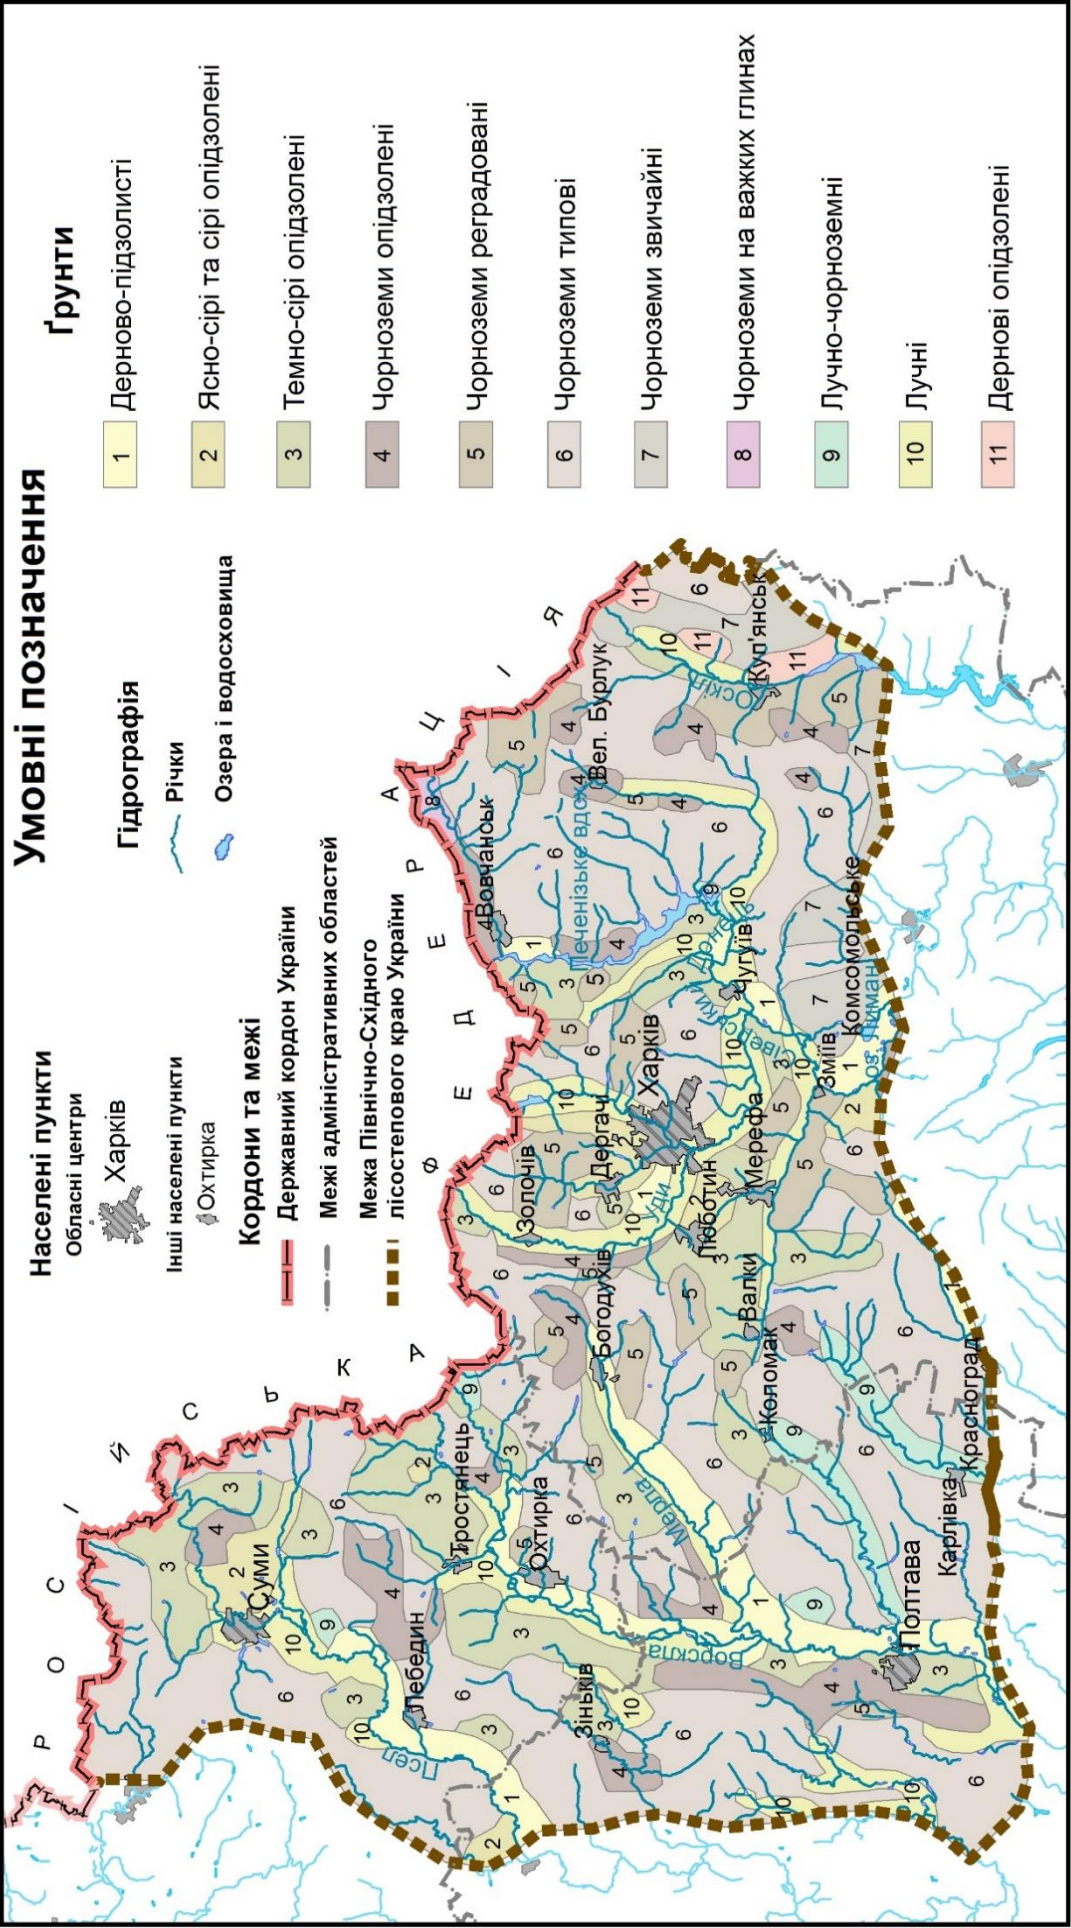 Умовні позначення
Населені пункти
Обласні центри
Харків
Інші населені пункти
Охтирка
Кордони та межі
Державний кордон України
Межі адміністративних областей
Межа Північно-Східного
лісостепового краю України
Гідрографія
Річки
Озера і водосховища
Ґрунти
1 Дерново-підзолисті
2 Ясно-сірі та сірі опідзолені
3 Темно-сірі опідзолені
4 Чорноземи опідзолені
5 Чорноземи реградовані
6 Чорноземи типові
7 Чорноземи звичайні
8 Чорноземи на важких глинах
9 Лучно-чорноземні
10 Лучні
11 Дернові опідзолені
Р О С І Й С Ь К А
Ф Е Д Е Р А Ц І Я
Суми
Лебедин
Тростянець
Охтирка
Зіньків
Полтава
Карлівка
Красноград
Коломак
Валки
Богодухів
Золочів
Дергачі
Люботин
Мерефа
Харків
Чугуїв
Зміїв
Комсомольське
Вовчанськ
Вел. Бурлук
Куп'янськ
Псел
Ворскла
Мерла
Уди
Сіверський Донець
Оскіл
Печенізьке вдсх.
оз. Лиман